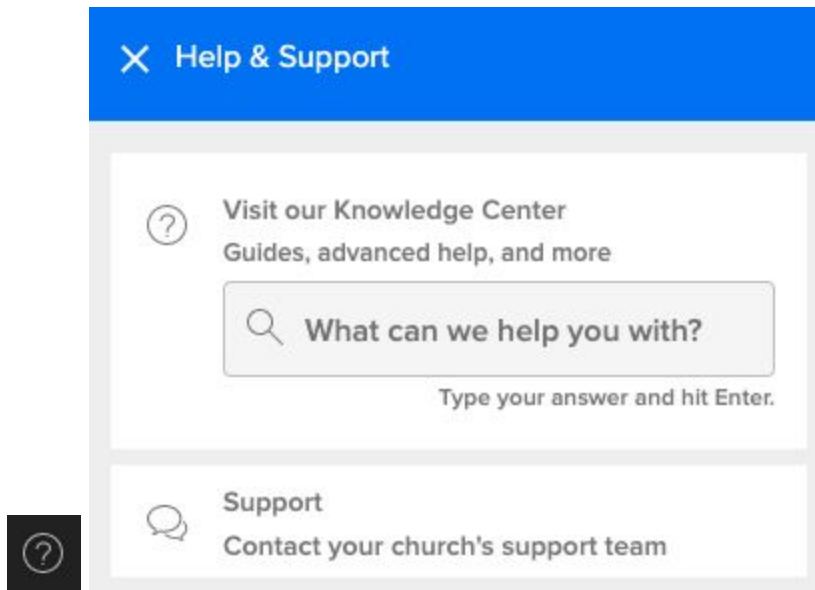 Help & Support
Visit our Knowledge Center
Guides, advanced help, and more
What can we help you with?
Type your answer and hit Enter.
Support
Contact your church's support team